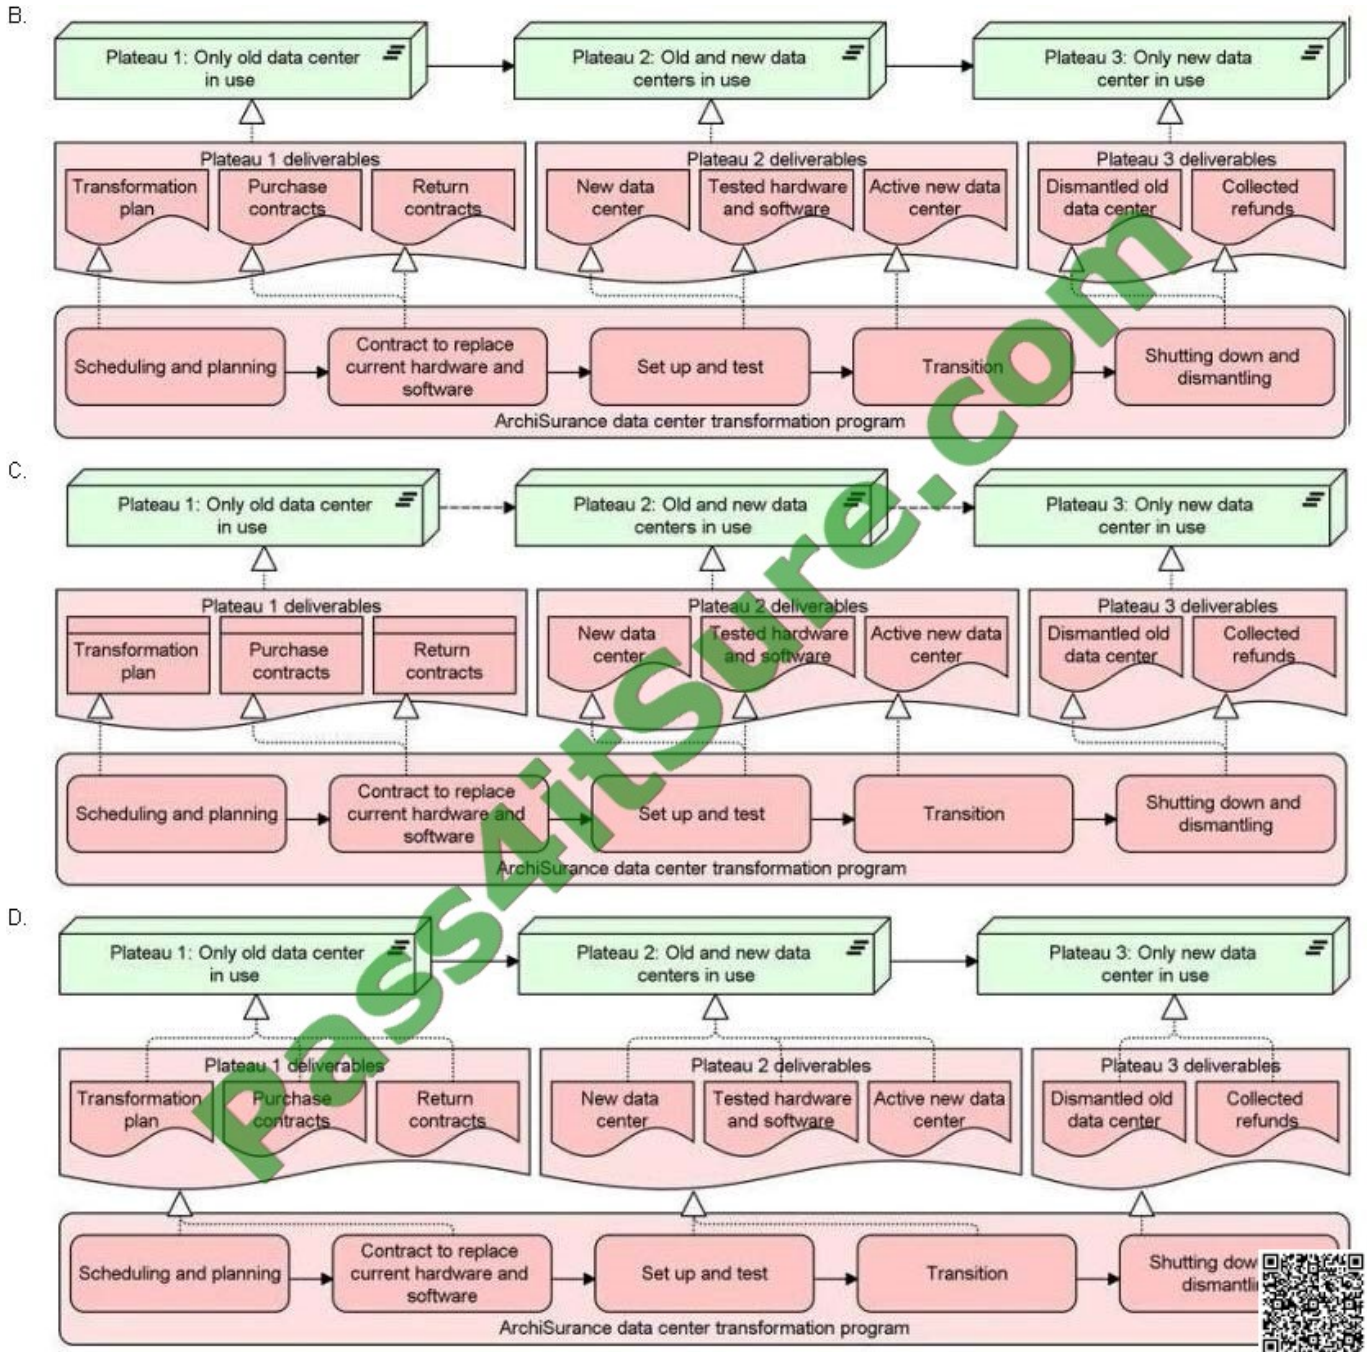 B.
Plateau 1: Only old data center
in use
Plateau 2: Old and new data
centers in use
Plateau 3: Only new data
center in use
Plateau 1 deliverables
Transformation
plan
Purchase
contracts
Return
contracts
Plateau 2 deliverables
New data
center
Tested hardware
and software
Active new data
center
Plateau 3 deliverables
Dismantled old
data center
Collected
refunds
Scheduling and planning
Contract to replace
current hardware and
software
Set up and test
Transition
Shutting down and
dismantling
ArchiSurance data center transformation program
C.
Plateau 1: Only old data center
in use
Plateau 2: Old and new data
centers in use
Plateau 3: Only new data
center in use
Plateau 1 deliverables
Transformation
plan
Purchase
contracts
Return
contracts
Plateau 2 deliverables
New data
center
Tested hardware
and software
Active new data
center
Plateau 3 deliverables
Dismantled old
data center
Collected
refunds
Scheduling and planning
Contract to replace
current hardware and
software
Set up and test
Transition
Shutting down and
dismantling
ArchiSurance data center transformation program
D.
Plateau 1: Only old data center
in use
Plateau 2: Old and new data
centers in use
Plateau 3: Only new data
center in use
Plateau 1 deliverables
Transformation
plan
Purchase
contracts
Return
contracts
Plateau 2 deliverables
New data
center
Tested hardware
and software
Active new data
center
Plateau 3 deliverables
Dismantled old
data center
Collected
refunds
Scheduling and planning
Contract to replace
current hardware and
software
Set up and test
Transition
Shutting
ArchiSurance data center transformation program
Pass4itSure.com